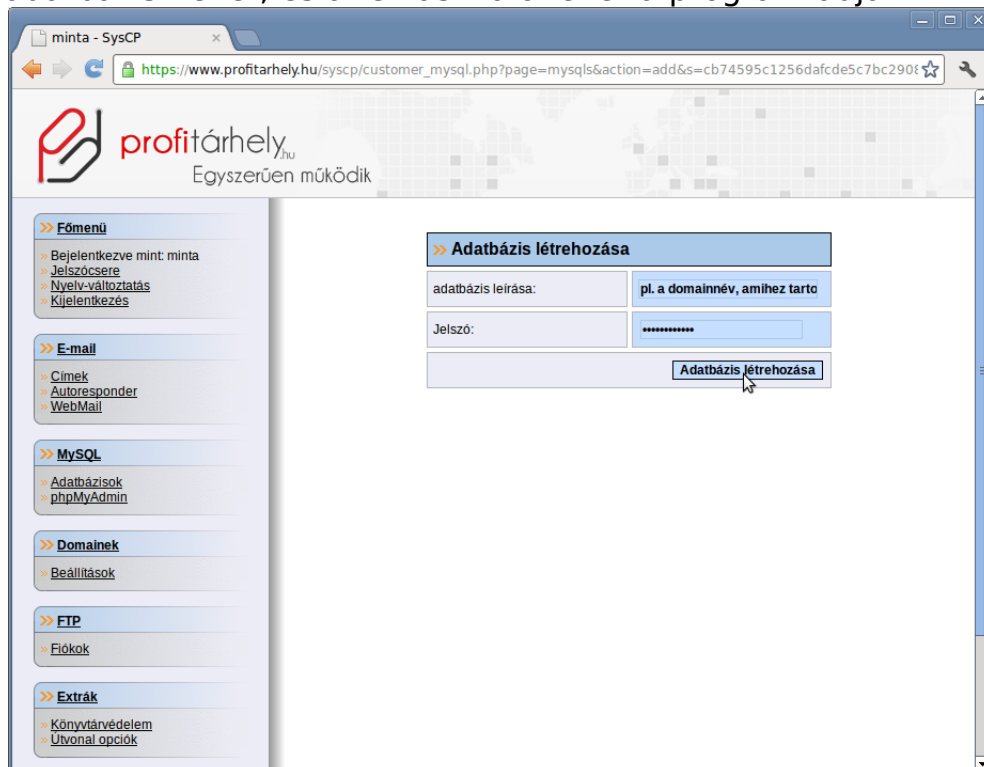 minta - SysCP
https://www.profitarhely.hu/syscp/customer_mysql.php?page=mysqls&action=add&s=cb74595c1256dafcde5c7bc2908
profitárhely.hu
Egyszerűen működik
Főmenü
Bejelentkezve mint: minta
Jelszócsere
Nyelv-változtatás
Kijelentkezés
E-mail
Címek
Autoresponder
WebMail
MySQL
Adatbázisok
phpMyAdmin
Domainek
Beállítások
FTP
Fiókok
Extrák
Könyvtárvédelem
Útvonal opciók
Adatbázis létrehozása
adatbázis leírása:
pl. a domainnév, amihez tarto
Jelszó:
••••••••••••
Adatbázis létrehozása